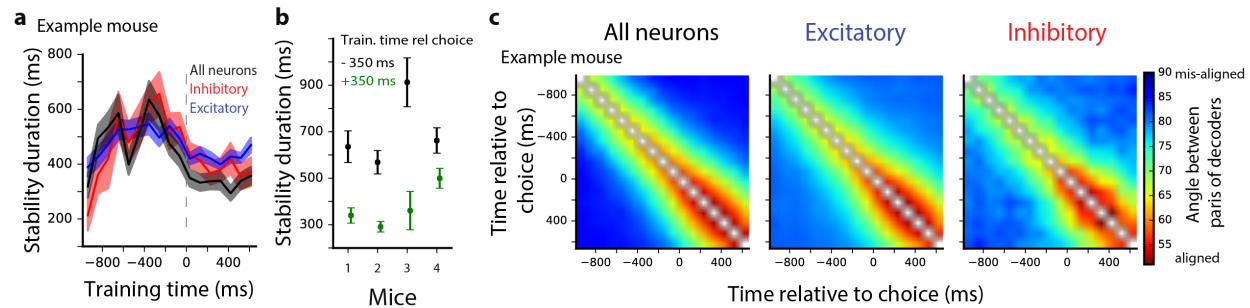 a
Example mouse
Stability duration (ms)
800
600
400
200
All neurons
Inhibitory
Excitatory
−800 −400 0 400
Training time (ms)
b
Stability duration (ms)
Train. time rel choice
- 350 ms
+350 ms
900
700
500
300
1 2 3 4
Mice
c
All neurons
Excitatory
Inhibitory
Example mouse
Time relative to
choice (ms)
−800
−400
0
400
−800 −400 0 400
−800 −400 0 400
−800 −400 0 400
Time relative to choice (ms)
90 mis-aligned
85
80
75
70
65
60
55
aligned
Angle between
paris of decoders